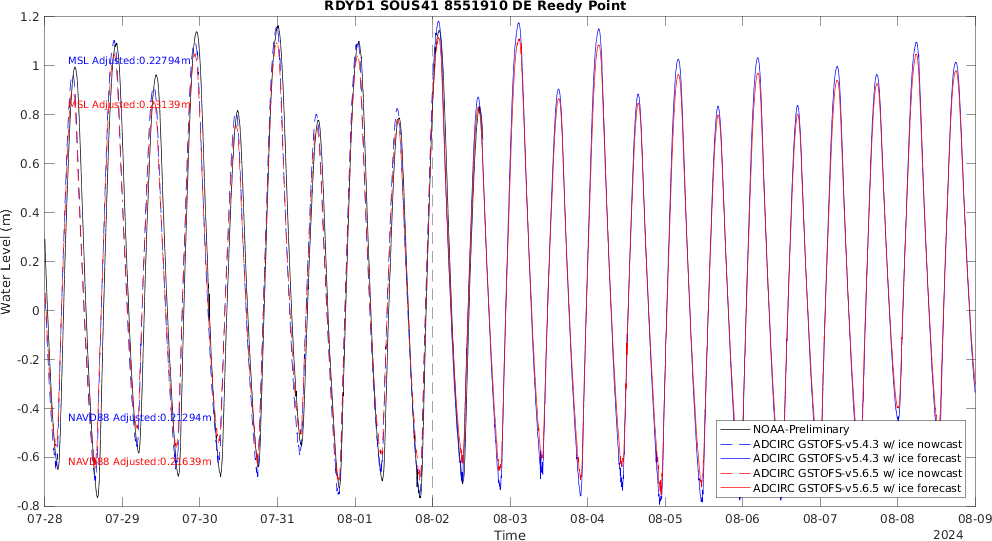 RDYD1 SOUS41 8551910 DE Reedy Point
1.2
1
0.8
0.6
0.4
0.2
0
-0.2
-0.4
-0.6
-0.8
Water Level (m)
MSL Adjusted:0.22794m
MSL Adjusted:0.23139m
NAVD88 Adjusted:0.21294m
NAVD88 Adjusted:0.21639m
NOAA-Preliminary
ADCIRC GSTOFS-v5.4.3 w/ ice nowcast
ADCIRC GSTOFS-v5.4.3 w/ ice forecast
ADCIRC GSTOFS-v5.6.5 w/ ice nowcast
ADCIRC GSTOFS-v5.6.5 w/ ice forecast
07-28 07-29 07-30 07-31 08-01 08-02 08-03 08-04 08-05 08-06 08-07 08-08 08-09
Time
2024